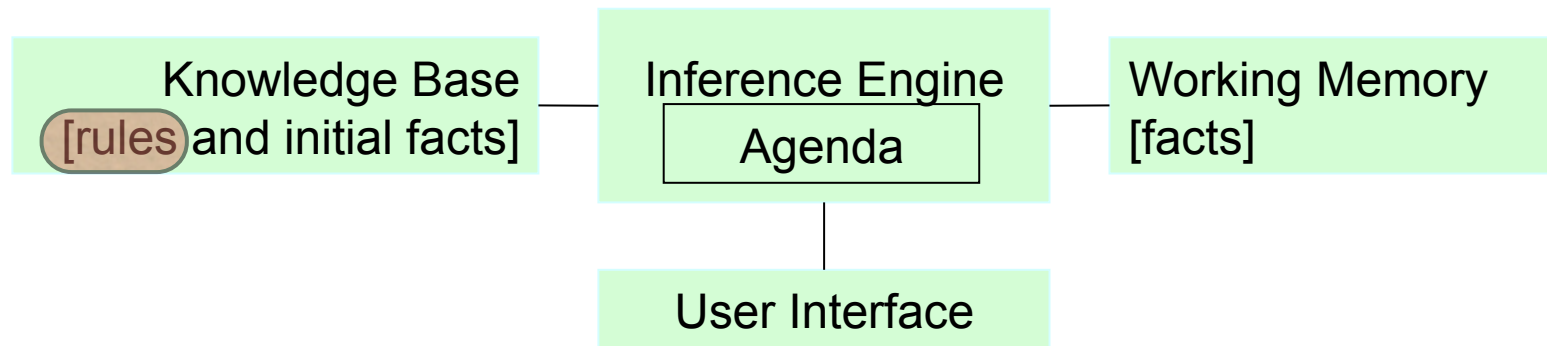 Knowledge Base
[rules and initial facts]
Inference Engine
Agenda
Working Memory
[facts]
User Interface